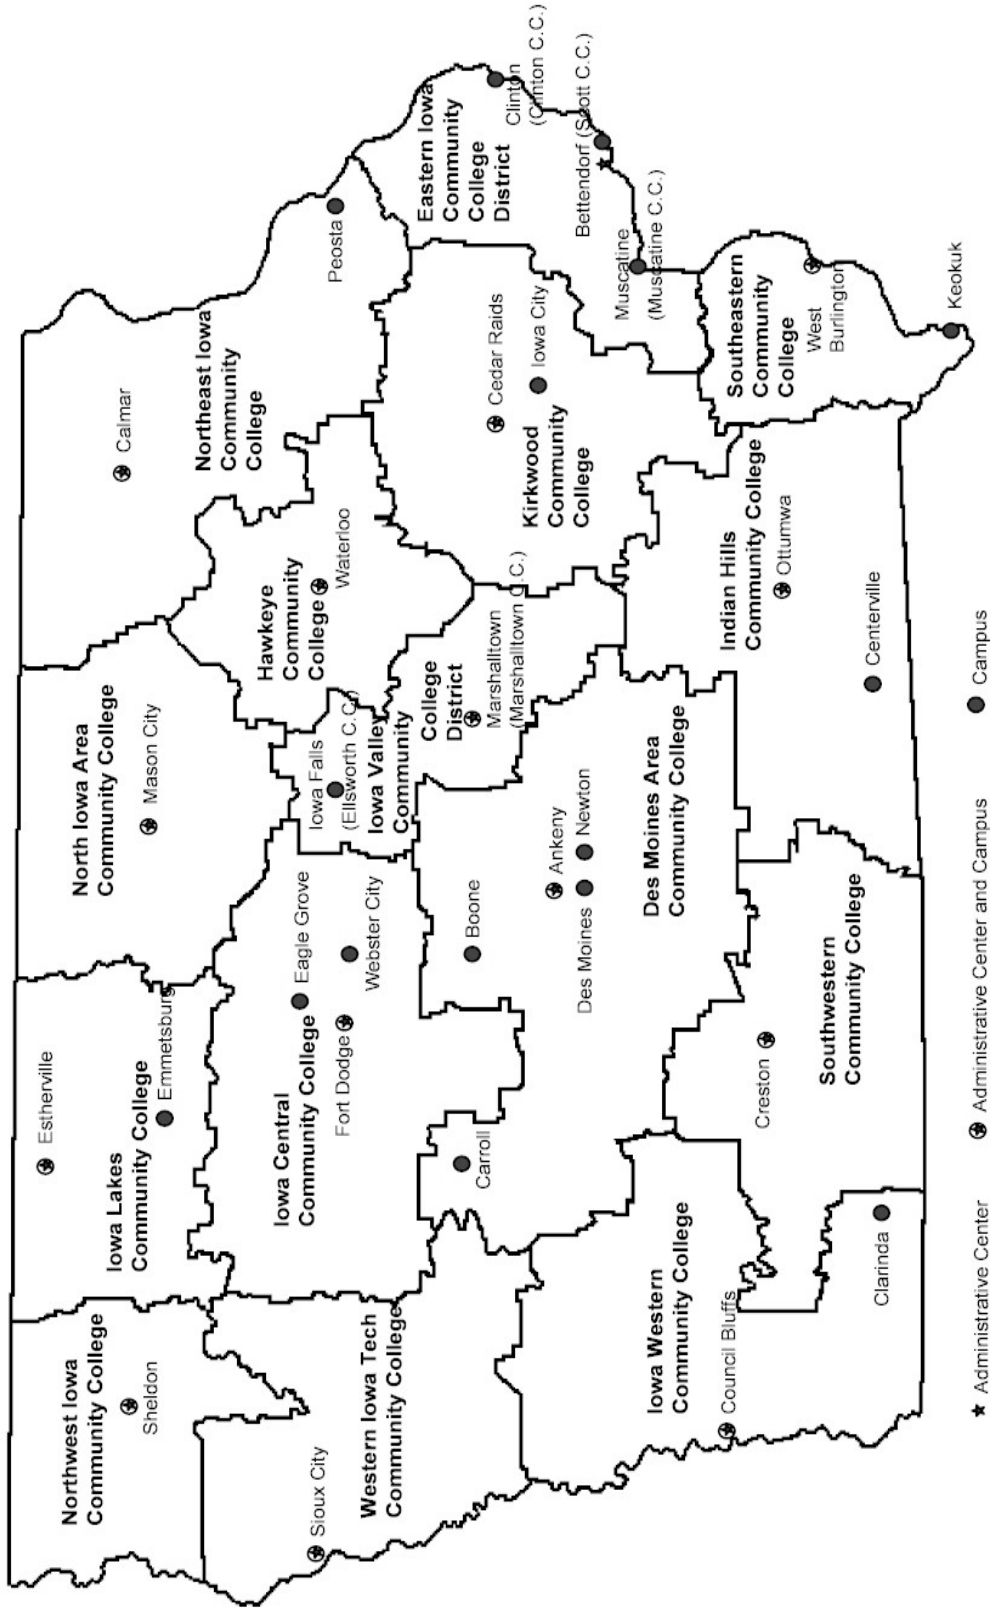 Northwest Iowa
Community College
Sheldon
Iowa Lakes
Community College
Estherville
Emmetsburg
North Iowa Area
Community College
Mason City
Calmar
Northeast Iowa
Community
College
Peosta
Sioux City
Western Iowa Tech
Community College
Iowa Central
Community College
Eagle Grove
Fort Dodge
Webster City
Iowa Falls
(Ellsworth C.C.)
Iowa Valley
Community
College
District
Marshalltown
(Marshalltown C.C.)
Hawkeye
Community
College
Waterloo
Eastern Iowa
Community
College
District
Clinton
(Clinton C.C.)
Bettendorf (Scott C.C.)
Muscatine
(Muscatine C.C.)
Cedar Raids
Iowa City
Kirkwood
Community
College
Carroll
Boone
Ankeny
Des Moines
Newton
Des Moines Area
Community College
Iowa Western
Community College
Council Bluffs
Clarinda
Creston
Southwestern
Community College
Indian Hills
Community College
Ottumwa
Centerville
Southeastern
Community
College
West
Burlington
Keokuk
Administrative Center
Administrative Center and Campus
Campus